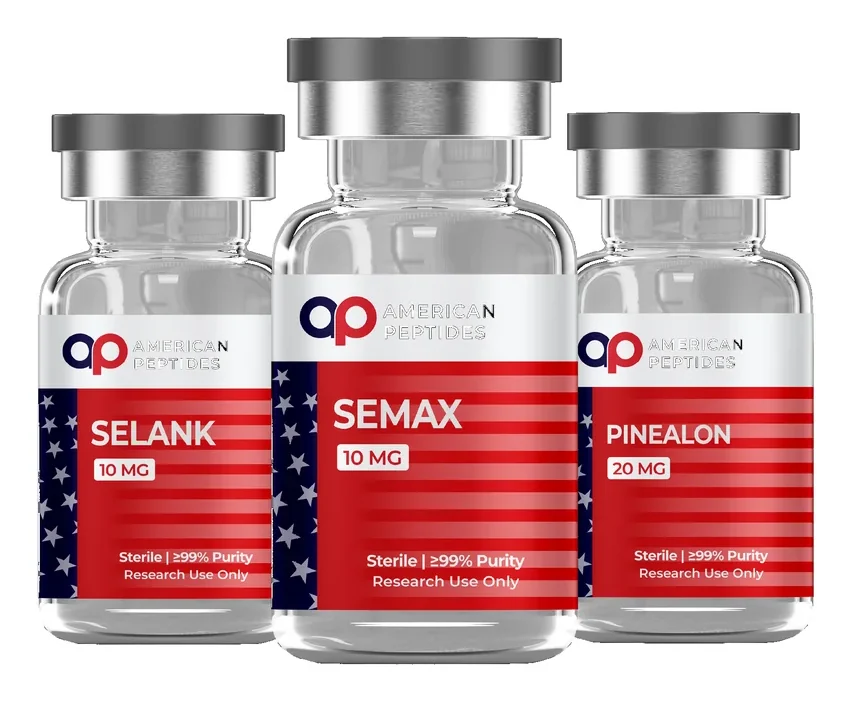 ap AMERICAN
PEPTIDES
SELANK
10 MG
Sterile | ≥99% Purity
Research Use Only
ap AMERICAN
PEPTIDES
SEMAX
10 MG
Sterile | ≥99% Purity
Research Use Only
ap AMERICAN
PEPTIDES
PINEALON
20 MG
Sterile | ≥99% Purity
Research Use Only